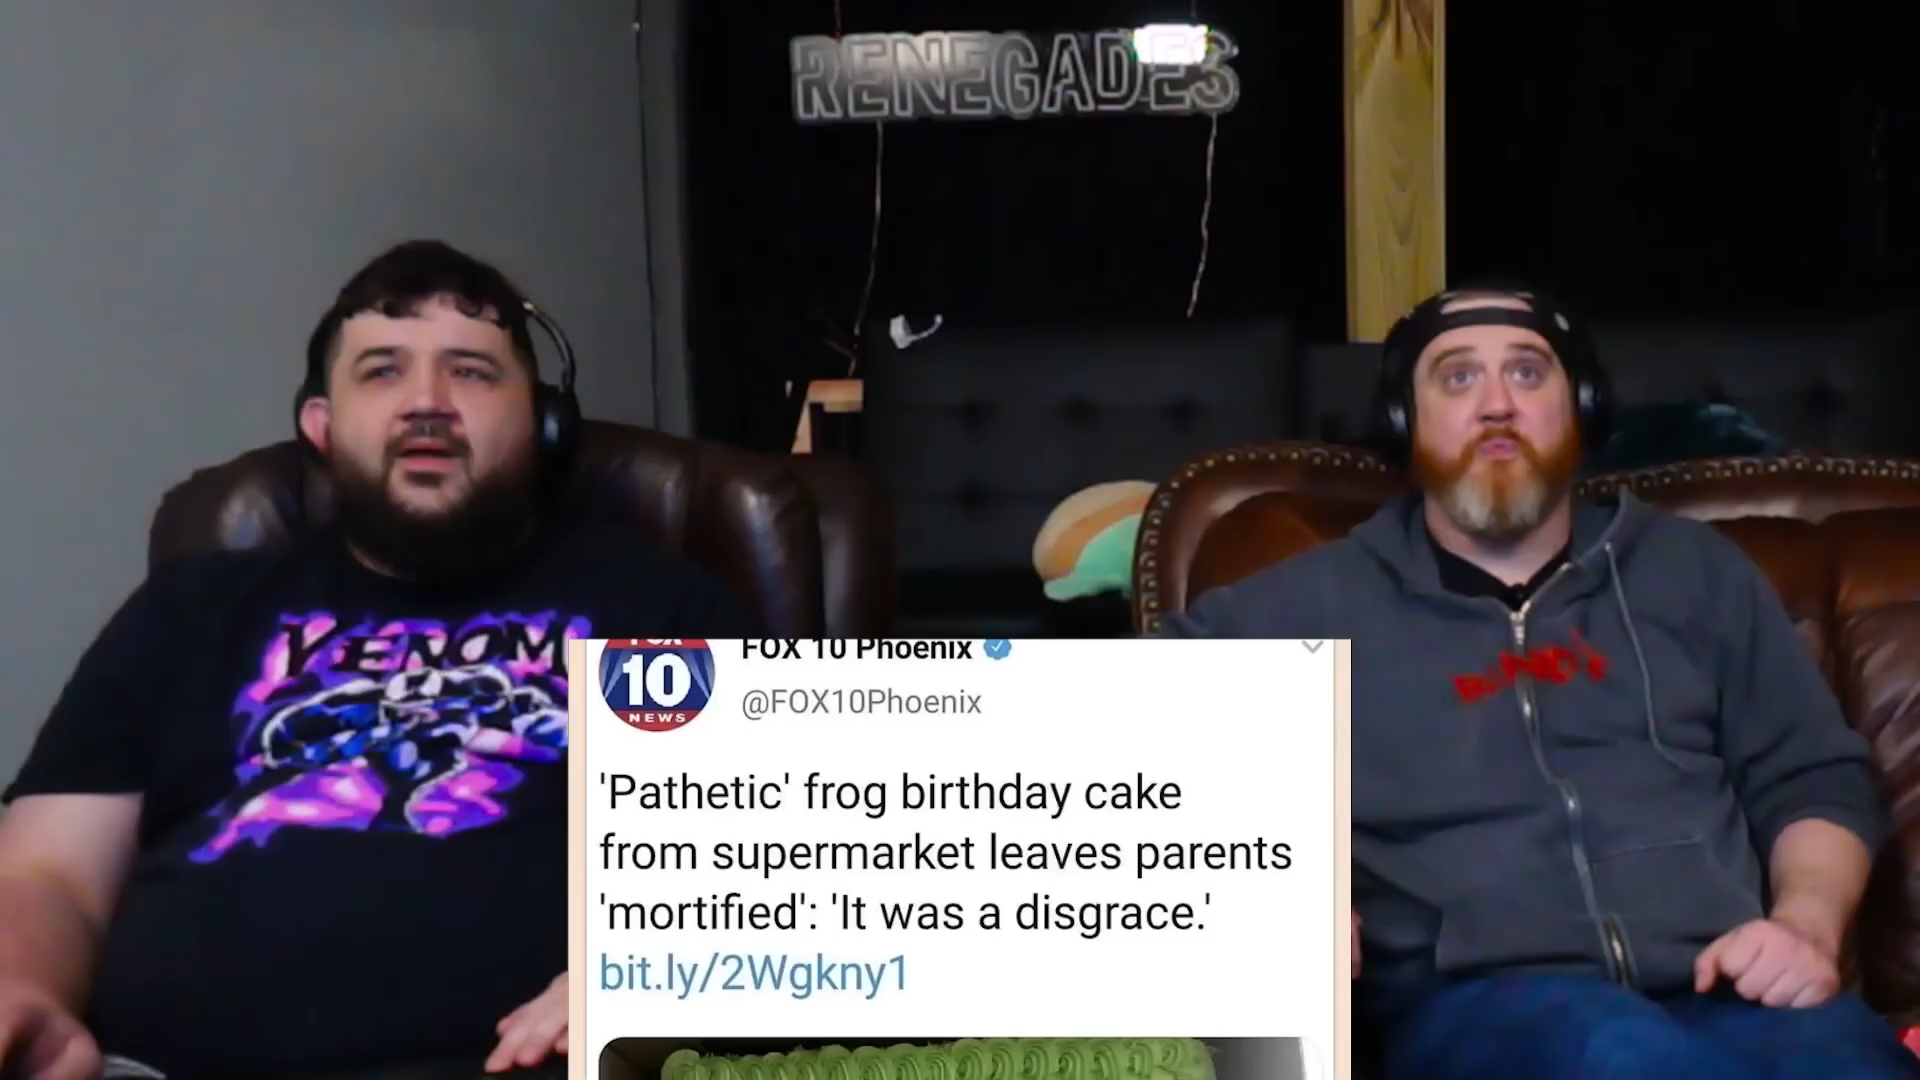 RENEGADES
VENOM
FOX 10 Phoenix
@FOX10Phoenix
10
NEWS
'Pathetic' frog birthday cake
from supermarket leaves parents
'mortified': 'It was a disgrace.'
bit.ly/2Wgkny1